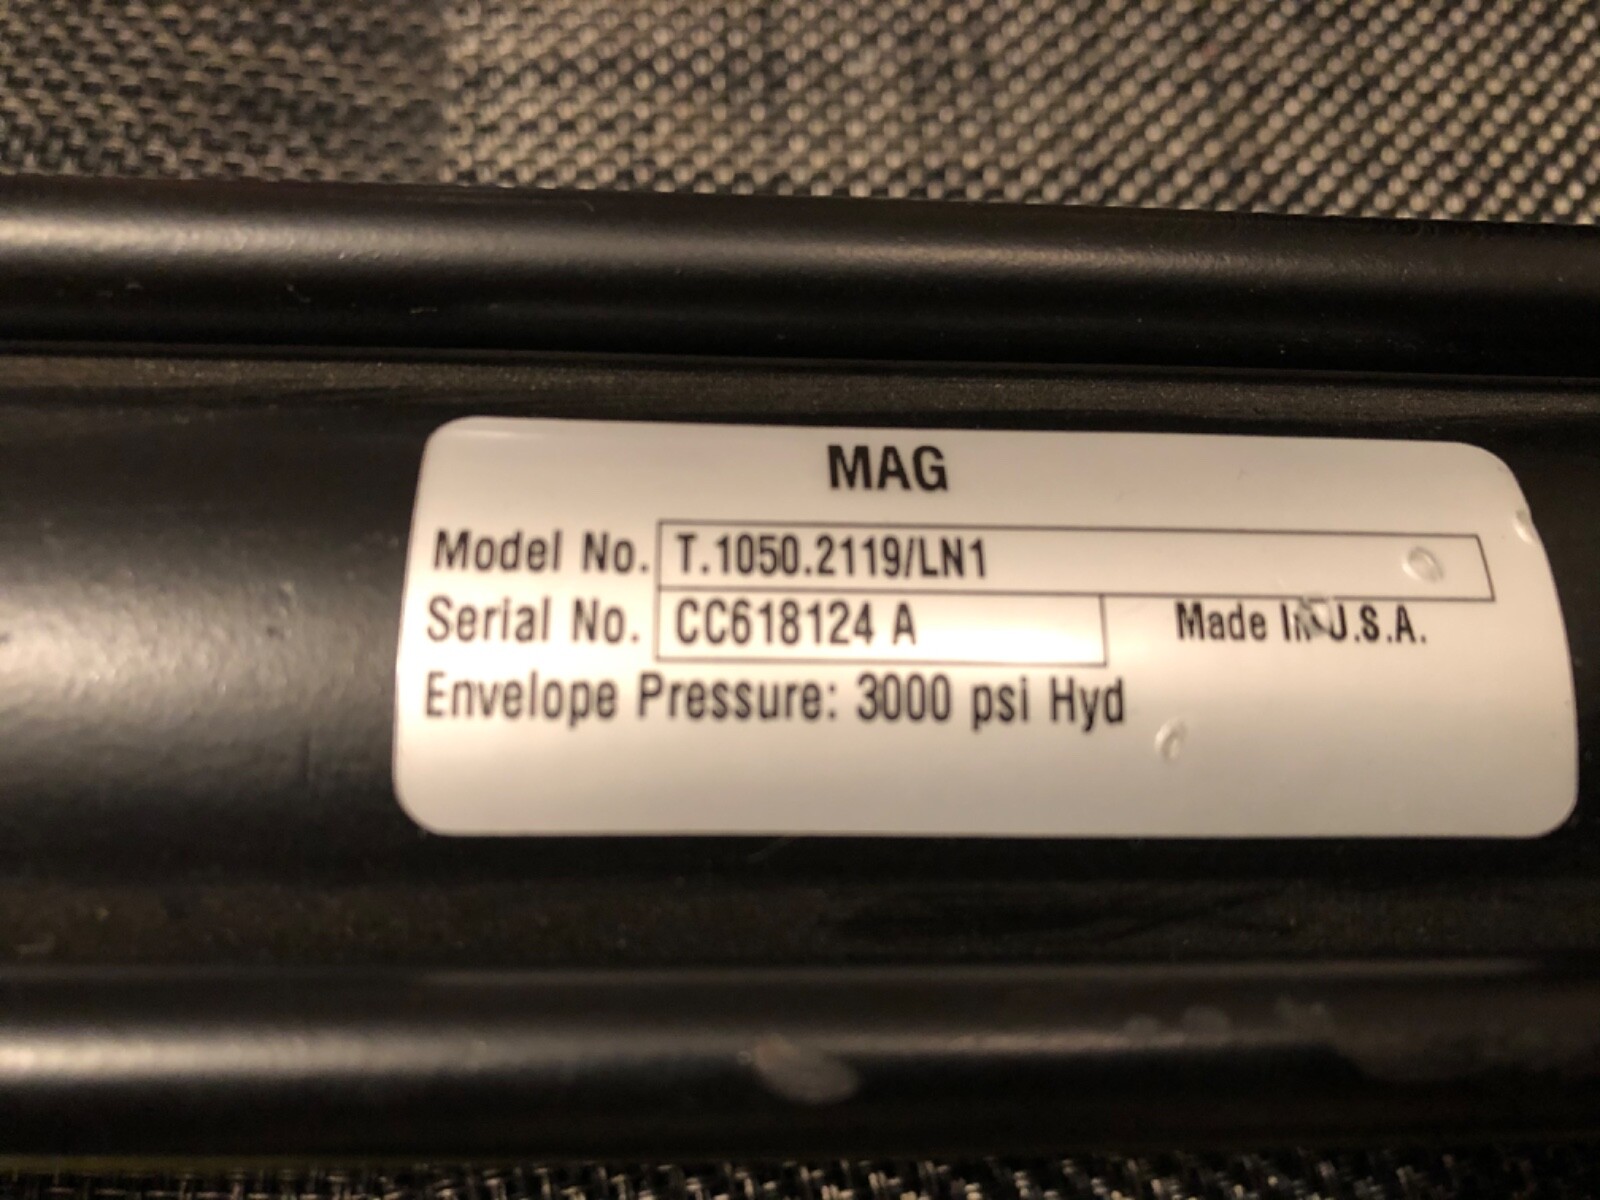 MAG
Model No. T.1050.2119/LN1
Serial No. CC618124 A Made In U.S.A.
Envelope Pressure: 3000 psi Hyd